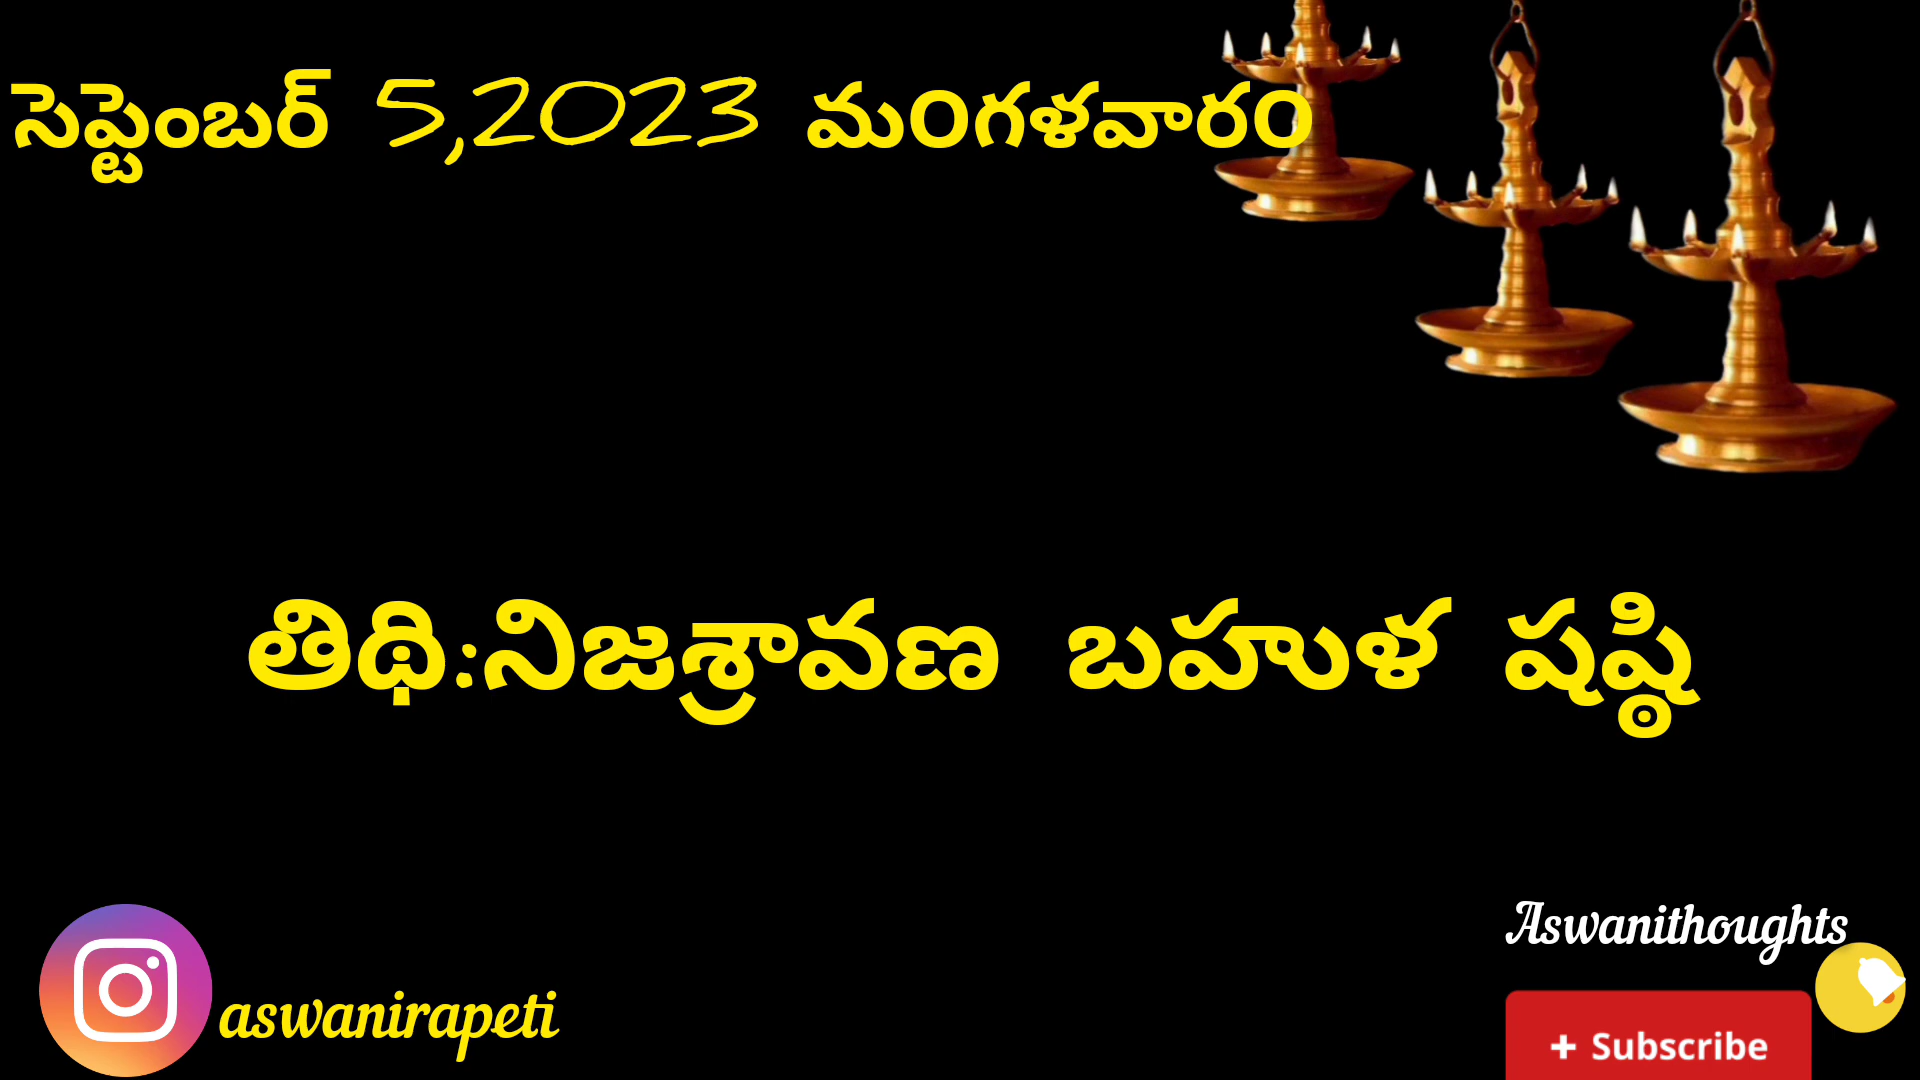 సెప్టెంబర్ 5,2023 మంగళవారం
తిథి:నిజశ్రావణ బహుళ షష్ఠి
Aswanithoughts
aswanirapeti
+ Subscribe